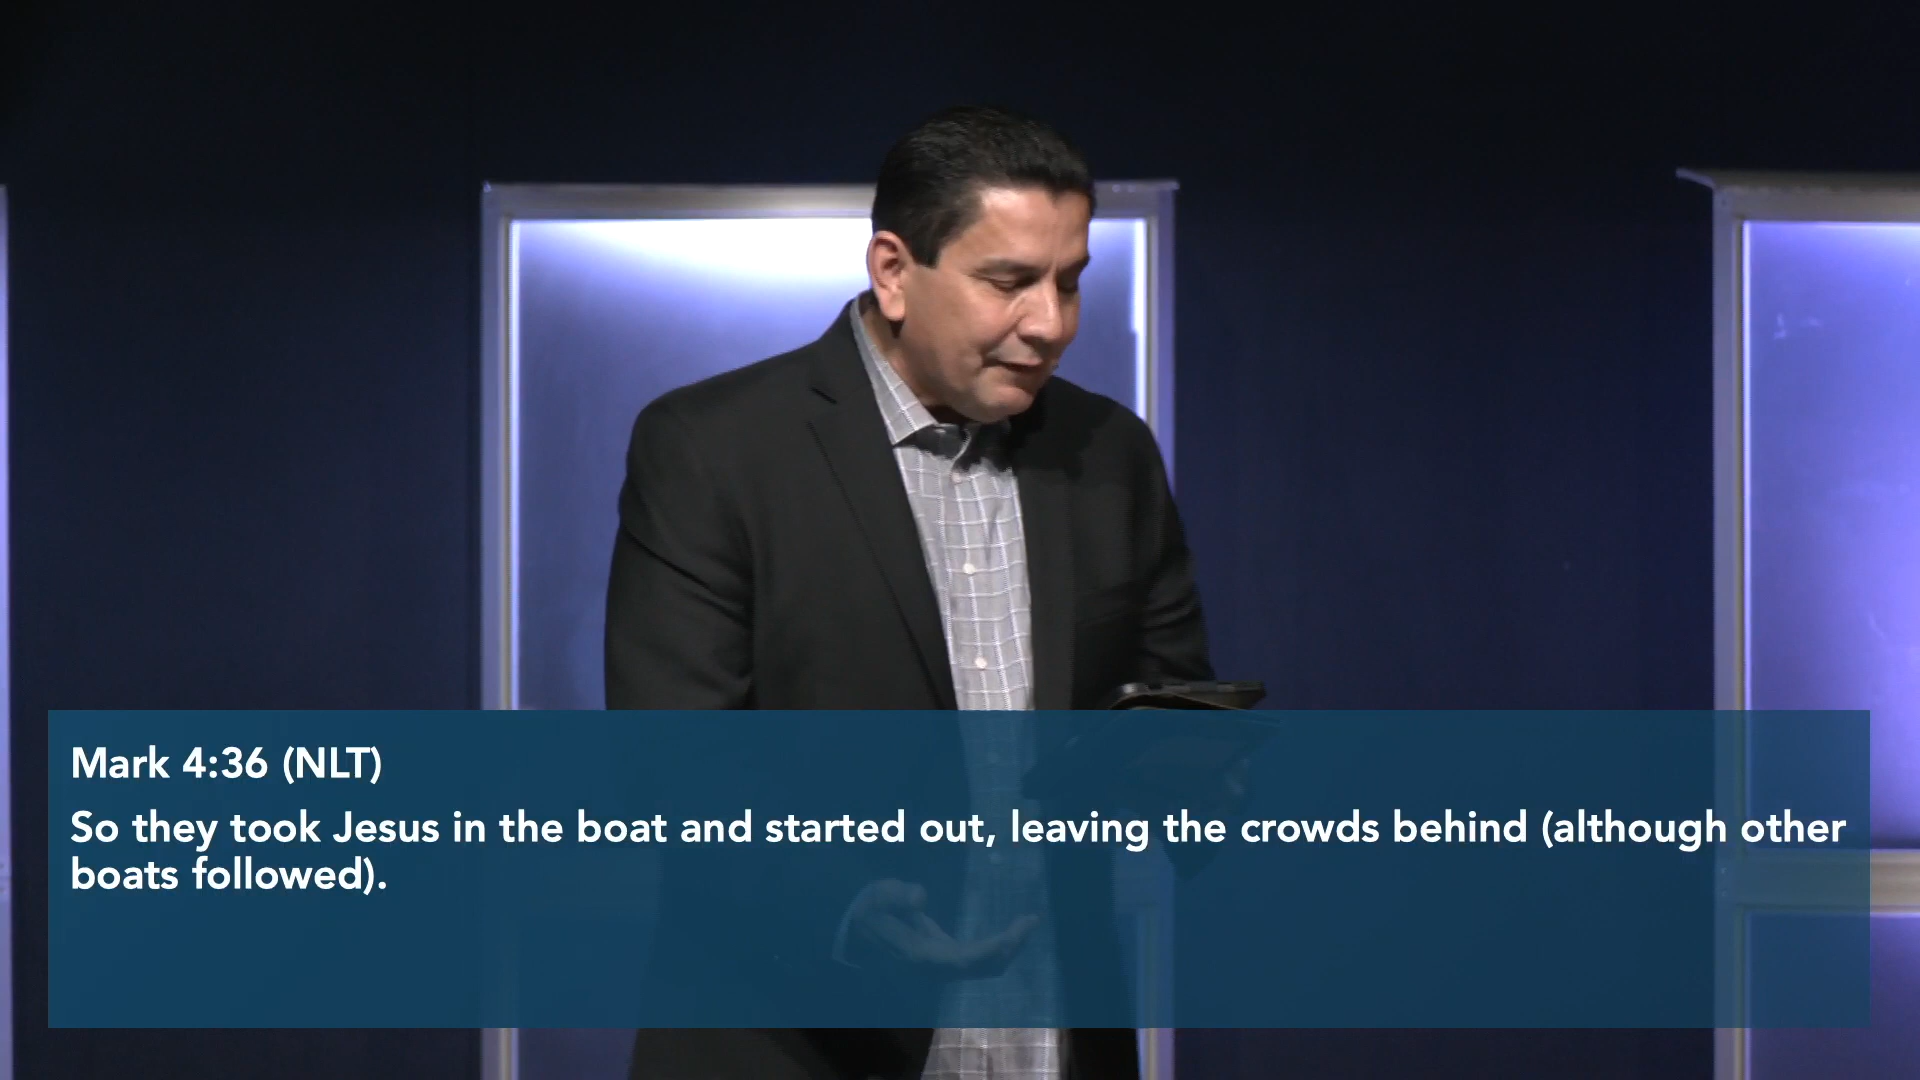 Mark 4:36 (NLT)
So they took Jesus in the boat and started out, leaving the crowds behind (although other
boats followed).